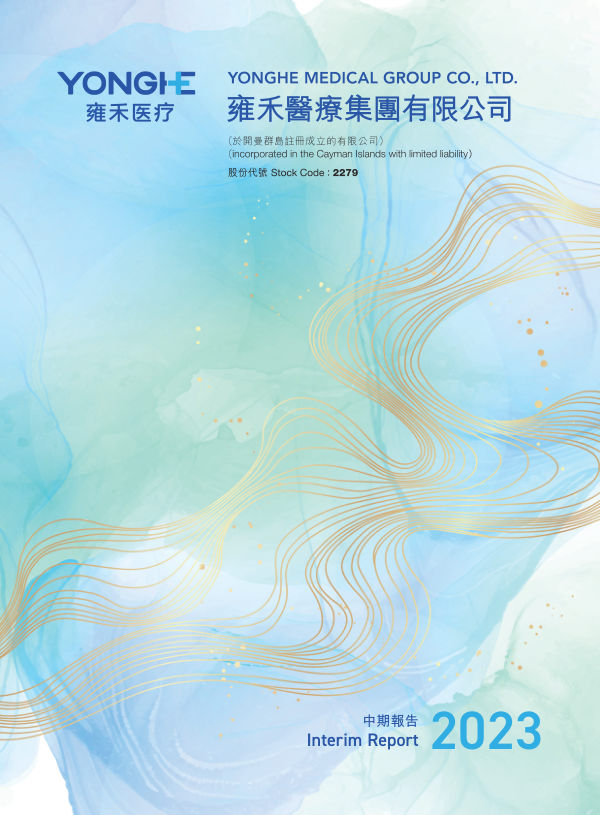 YONGHE
雍禾医疗
YONGHE MEDICAL GROUP CO., LTD.
雍禾醫療集團有限公司
(於開曼群島註冊成立的有限公司)
(incorporated in the Cayman Islands with limited liability)
股份代號 Stock Code : 2279
中期報告
Interim Report 2023